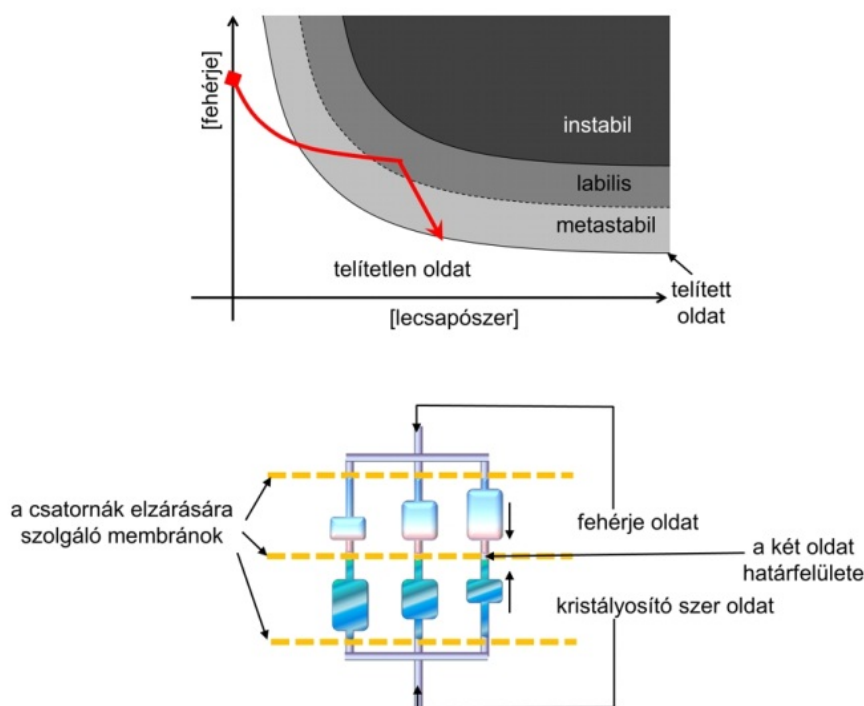 [fehérje]
instabil
labilis
metastabil
telítetlen oldat
[lecsapószer]
telített
oldat
a csatornák elzárására
szolgáló membránok
fehérje oldat
a két oldat
határfelülete
kristályosító szer oldat